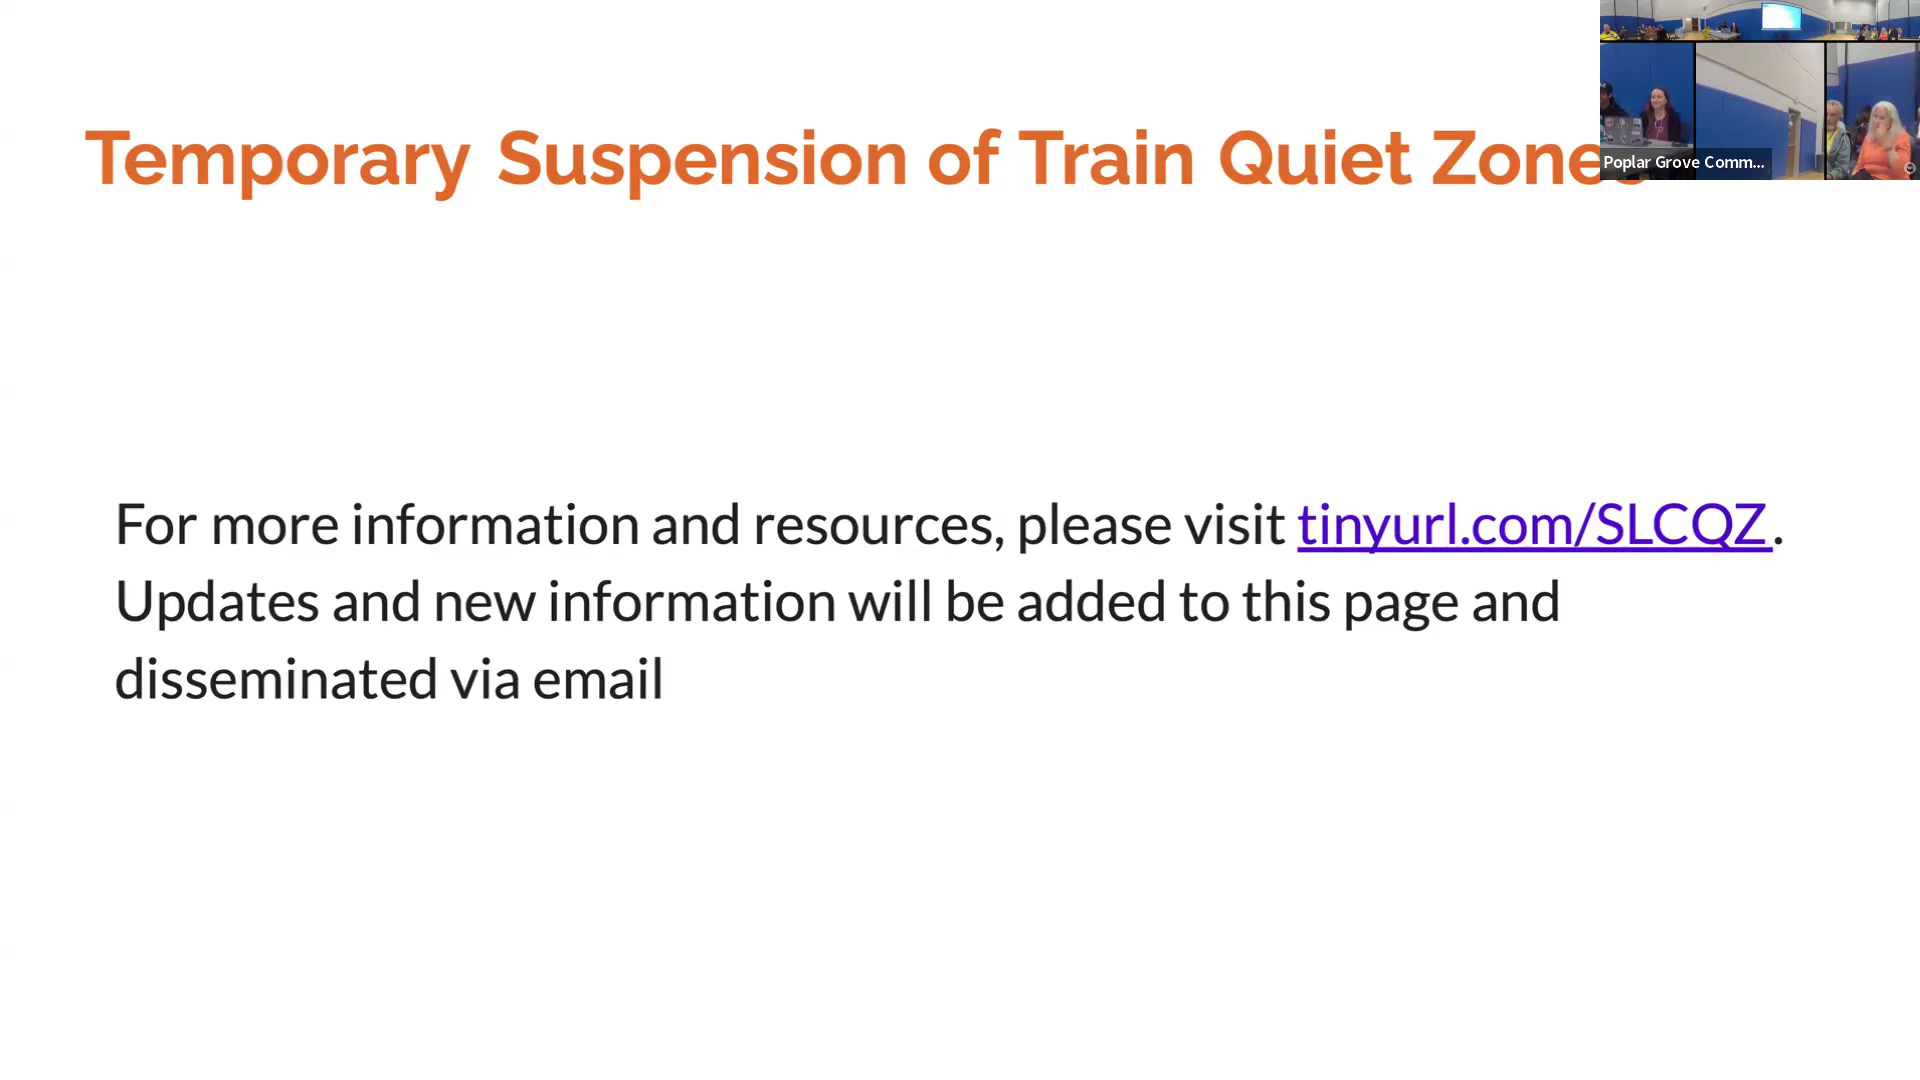 Temporary Suspension of Train Quiet Zones
Poplar Grove Comm...
For more information and resources, please visit tinyurl.com/SLCQZ.
Updates and new information will be added to this page and
disseminated via email